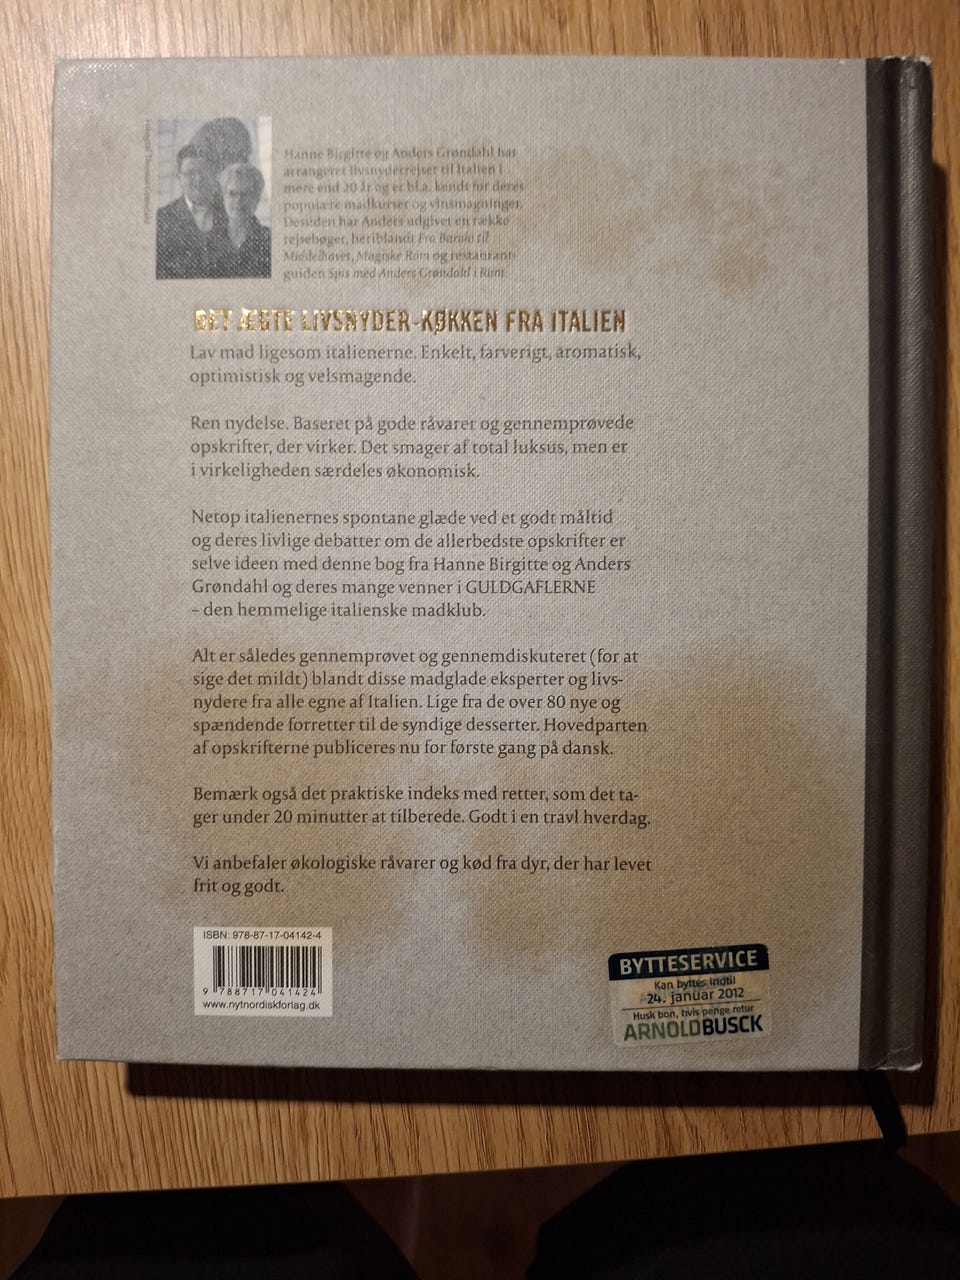 Hanne Birgitte og Anders Grøndahl har
arrangeret livsnyderrejser til Italien i
mere end 20 år og er bl.a. kendt for deres
populære madkurser og vinsmagninger.
Desuden har Anders udgivet en række
rejsebøger, heriblandt Fra Barolo til
Middelhavet, Magiske Rom og restaurant-
guiden Spis med Anders Grøndahl i Rom.
DET ÆGTE LIVSNYDER-KØKKEN FRA ITALIEN
Lav mad ligesom italienerne. Enkelt, farverigt, aromatisk,
optimistisk og velsmagende.
Ren nydelse. Baseret på gode råvarer og gennemprøvede
opskrifter, der virker. Det smager af total luksus, men er
i virkeligheden særdeles økonomisk.
Netop italienernes spontane glæde ved et godt måltid
og deres livlige debatter om de allerbedste opskrifter er
selve ideen med denne bog fra Hanne Birgitte og Anders
Grøndahl og deres mange venner i GULDGAFLERNE
– den hemmelige italienske madklub.
Alt er således gennemprøvet og gennemdiskuteret (for at
sige det mildt) blandt disse madglade eksperter og livs-
nydere fra alle egne af Italien. Lige fra de over 80 nye og
spændende forretter til de syndige desserter. Hovedparten
af opskrifterne publiceres nu for første gang på dansk.
Bemærk også det praktiske indeks med retter, som det ta-
ger under 20 minutter at tilberede. Godt i en travl hverdag.
Vi anbefaler økologiske råvarer og kød fra dyr, der har levet
frit og godt.
ISBN: 978-87-17-04142-4
9 788717 041424
www.nytnordiskforlag.dk
BYTTESERVICE
Kan byttes indtil
24. januar 2012
Husk bon, hvis penge retur
ARNOLD BUSCK